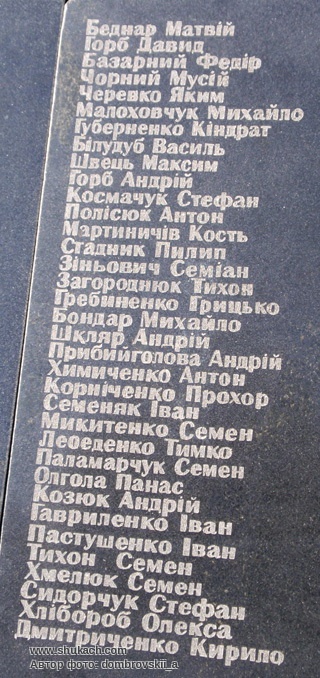 Беднар Матвій
Горб Давид
Базарний Федір
Чорний Мусій
Черевко Яким
Малоховчук Михайло
Губерненко Кіндрат
Білудуб Василь
Швець Максим
Горб Андрій
Космачук Стефан
Полісюк Антон
Мартиничів Кость
Стадник Пилип
Зіньович Семіан
Загороднюк Тихон
Гребиненко Грицько
Бондар Михайло
Шкляр Андрій
Прибийголова Андрій
Химиченко Антон
Корніченко Прохор
Семеняк Іван
Микитенко Семен
Лебеденко Тимко
Паламарчук Семен
Олгола Панас
Козюк Андрій
Гавриленко Іван
Пастушенко Іван
Тихон Семен
Хмелюк Семен
Сидорчук Стефан
Хлібороб Олекса
Дмитриченко Кирило
www.shukach.com
Автор фото: dombrovskii_a